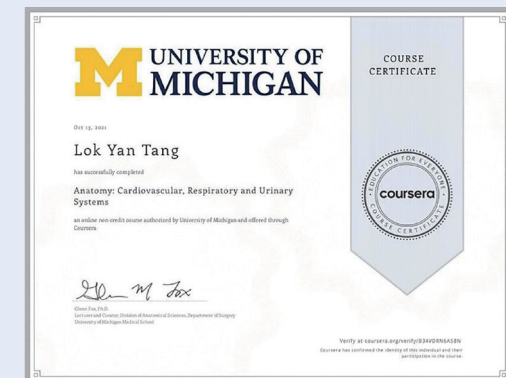 UNIVERSITY OF
MICHIGAN
COURSE
CERTIFICATE
Oct 13, 2021
Lok Yan Tang
has successfully completed
Anatomy: Cardiovascular, Respiratory and Urinary
Systems
an online non-credit course authorized by University of Michigan and offered through
Coursera
EDUCATION FOR EVERYONE
coursera
COURSE CERTIFICATE
Glenn M Fox
Glenn Fox, Ph.D.
Lecturer and Curator, Division of Anatomical Sciences, Department of Surgery
University of Michigan Medical School
Verify at coursera.org/verify/B34VD8N6AS8N
Coursera has confirmed the identity of this individual and their
participation in the course.